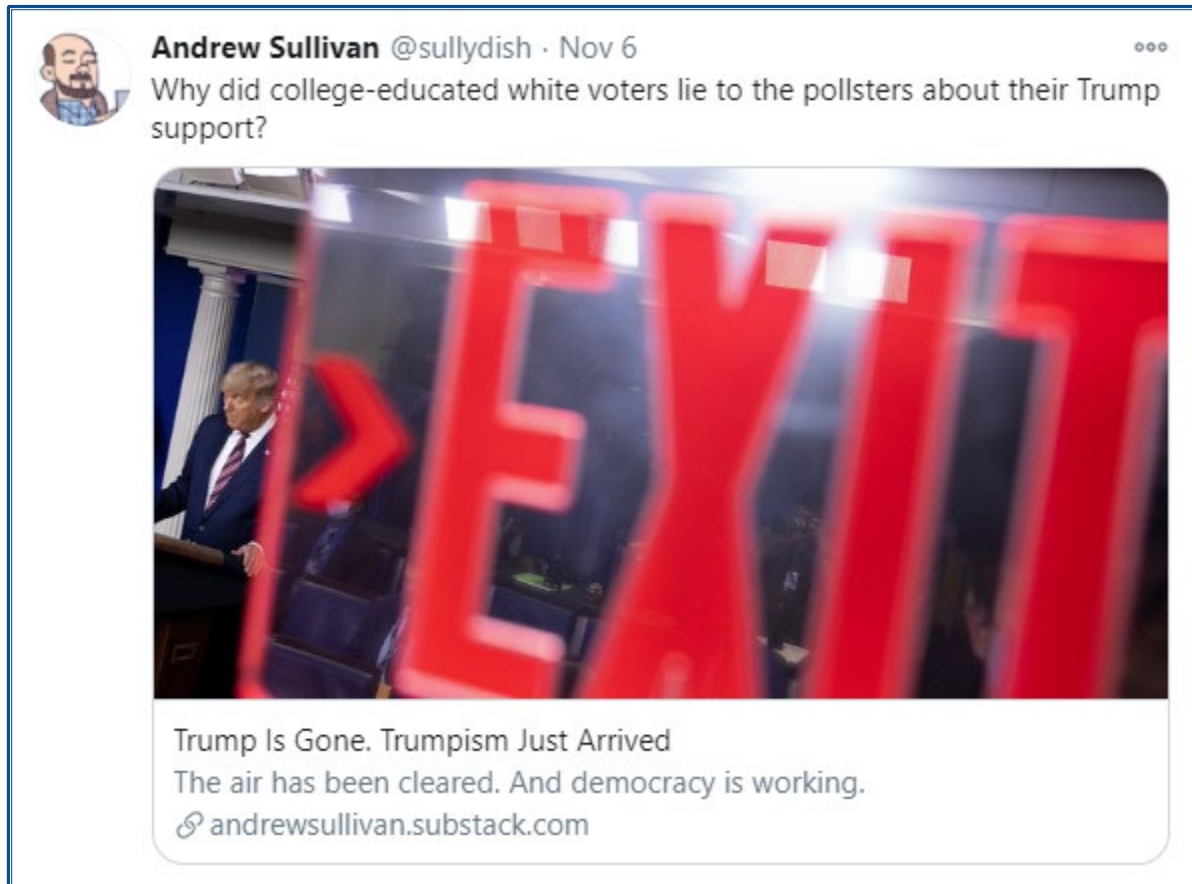 Andrew Sullivan @sullydish · Nov 6
Why did college-educated white voters lie to the pollsters about their Trump
support?
> EXIT
Trump Is Gone. Trumpism Just Arrived
The air has been cleared. And democracy is working.
andrewsullivan.substack.com